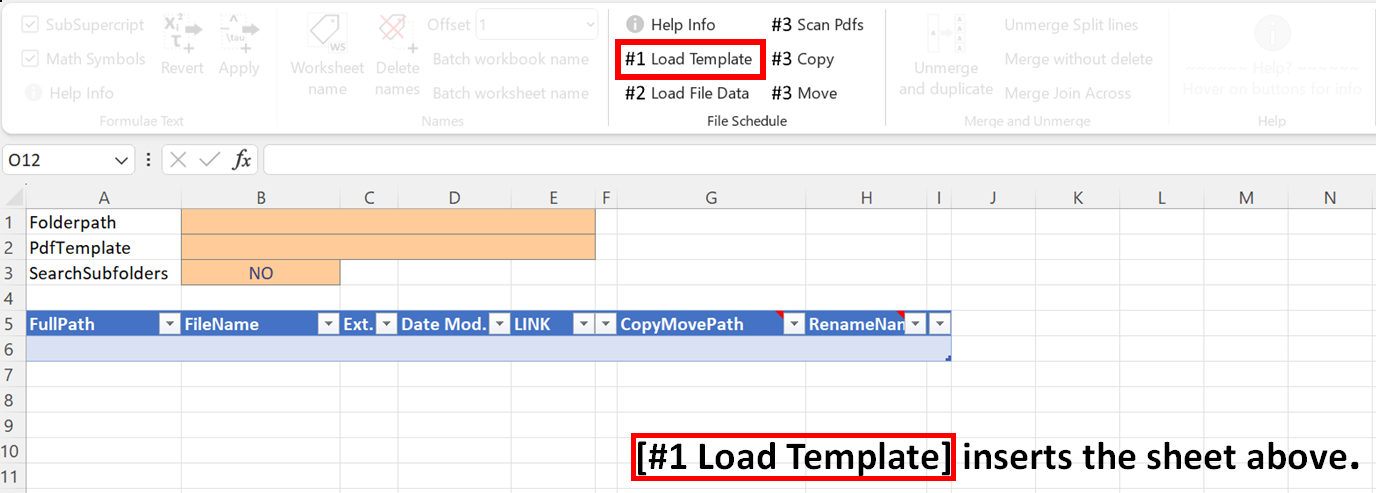 SubSupercript
Math Symbols
Help Info
Revert
Apply
Formulae Text
ws
Worksheet name
Delete names
Offset 1
Batch workbook name
Batch worksheet name
Names
Help Info
#1 Load Template
#2 Load File Data
#3 Scan Pdfs
#3 Copy
#3 Move
File Schedule
Unmerge and duplicate
Unmerge Split lines
Merge without delete
Merge Join Across
Merge and Unmerge
~~~~~~ Help? ~~~~~~
Hover on buttons for info
Help
O12
fx
A B C D E F G H I J K L M N
1 Folderpath
2 PdfTemplate
3 SearchSubfolders NO
4
5 FullPath FileName Ext. Date Mod. LINK CopyMovePath RenameNan
6
7
8
9
10
11
[#1 Load Template] inserts the sheet above.